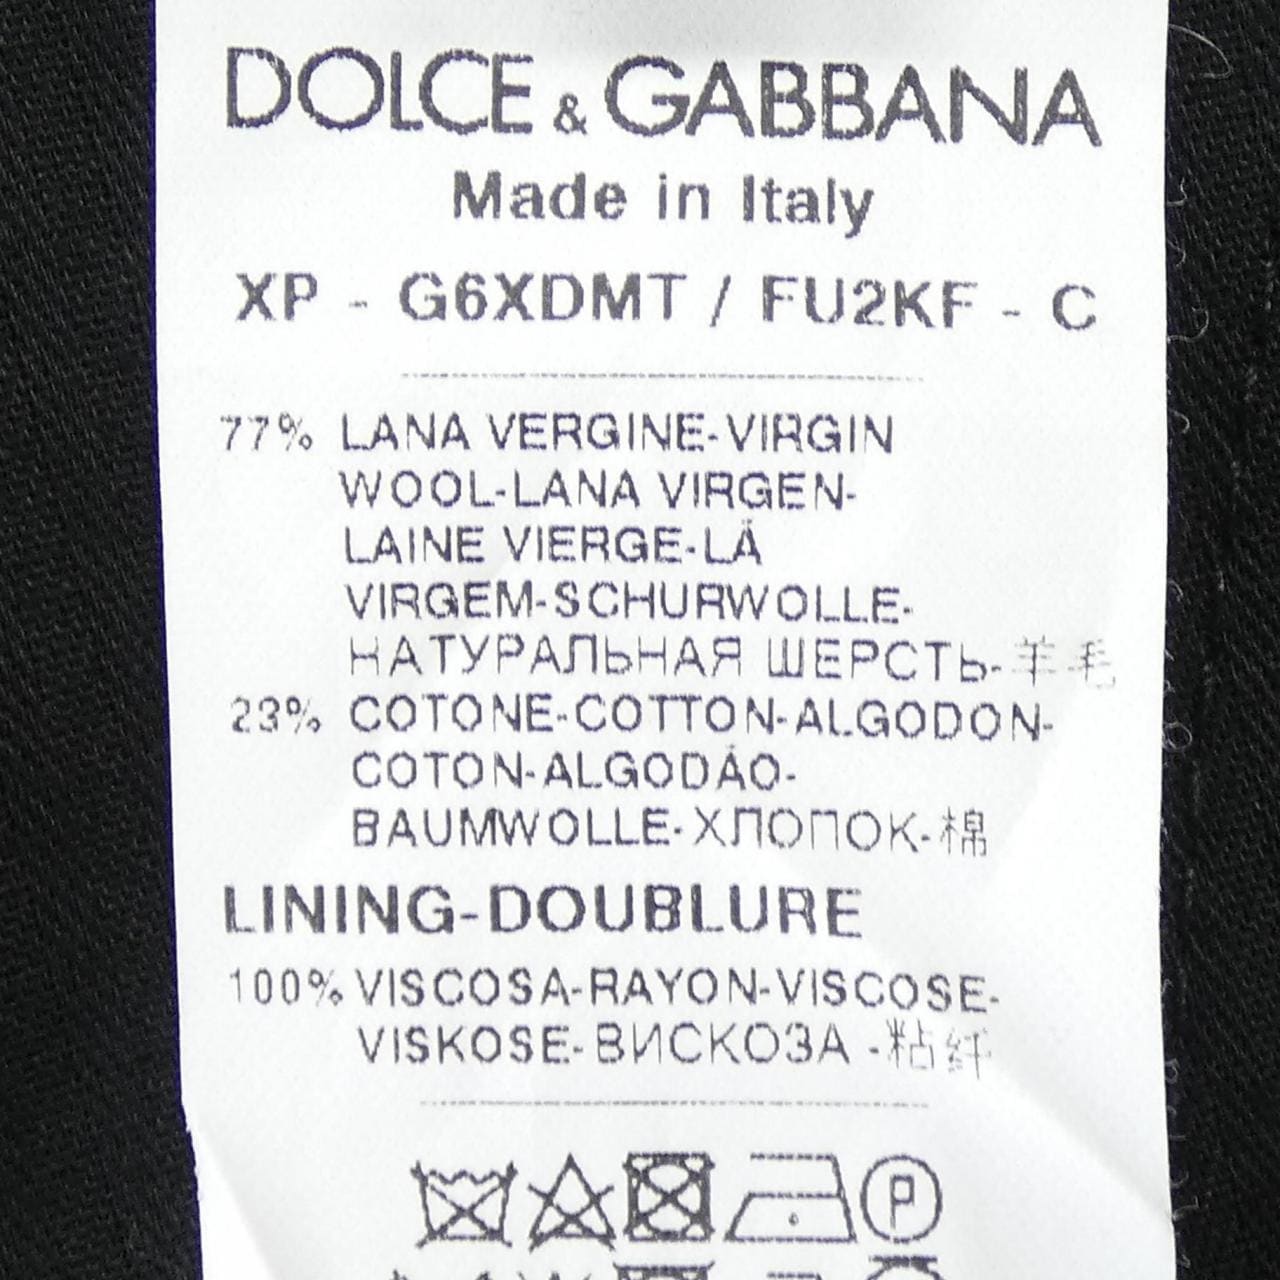 DOLCE & GABBANA
Made in Italy
XP - G6XDMT / FU2KF - C
77% LANA VERGINE-VIRGIN
WOOL-LANA VIRGEN-
LAINE VIERGE-LÃ
VIRGEM-SCHURWOLLE-
НАТУРАЛЬНАЯ ШЕРСТЬ-羊毛
23% COTONE-COTTON-ALGODON-
COTON-ALGODÃO-
BAUMWOLLE-ХЛОПОК-棉
LINING-DOUBLURE
100% VISCOSA-RAYON-VISCOSE-
VISKOSE-ВИСКОЗА -粘纤
P